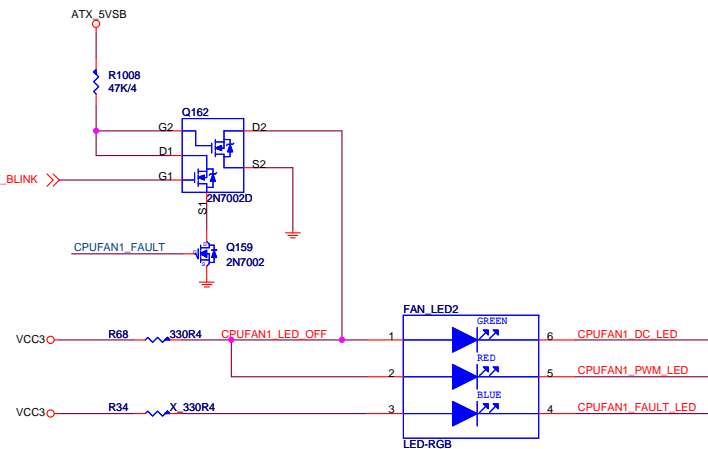 ATX_5VSB
R1008
47K/4
Q162
G2
D2
D1
S2
_BLINK
G1
2N7002D
S1
CPUFAN1_FAULT
Q159
2N7002
FAN_LED2
GREEN
VCC3
R68
330R4
CPUFAN1_LED_OFF
1
6
CPUFAN1_DC_LED
RED
2
5
CPUFAN1_PWM_LED
BLUE
VCC3
R34
X_330R4
3
4
CPUFAN1_FAULT_LED
LED-RGB